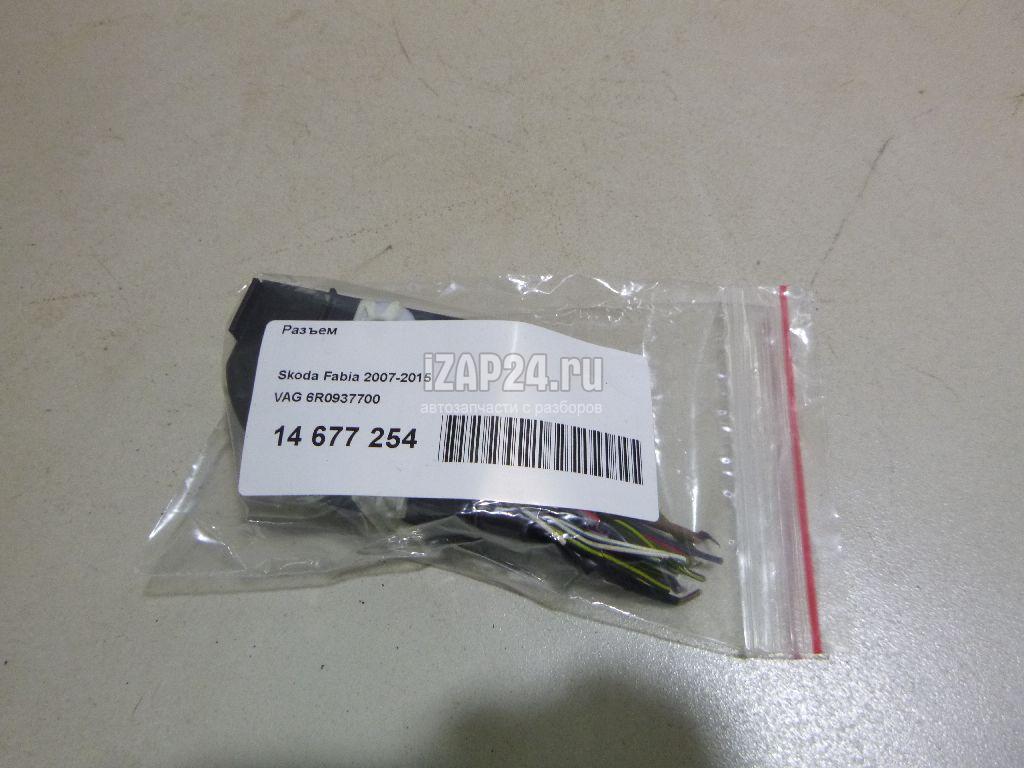 Разъем
Skoda Fabia 2007-2015
VAG 6R0937700
14 677 254
iZAP24.ru
автозапчасти с разборов